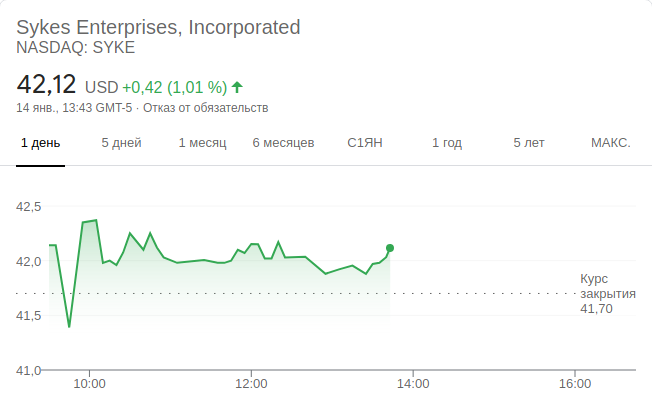 Sykes Enterprises, Incorporated
NASDAQ: SYKE
42,12 USD +0,42 (1,01 %)
14 янв., 13:43 GMT-5 · Отказ от обязательств
1 день 5 дней 1 месяц 6 месяцев С1ЯН 1 год 5 лет МАКС.
42,5
42,0
Курс
закрытия
41,70
41,5
41,0
10:00 12:00 14:00 16:00